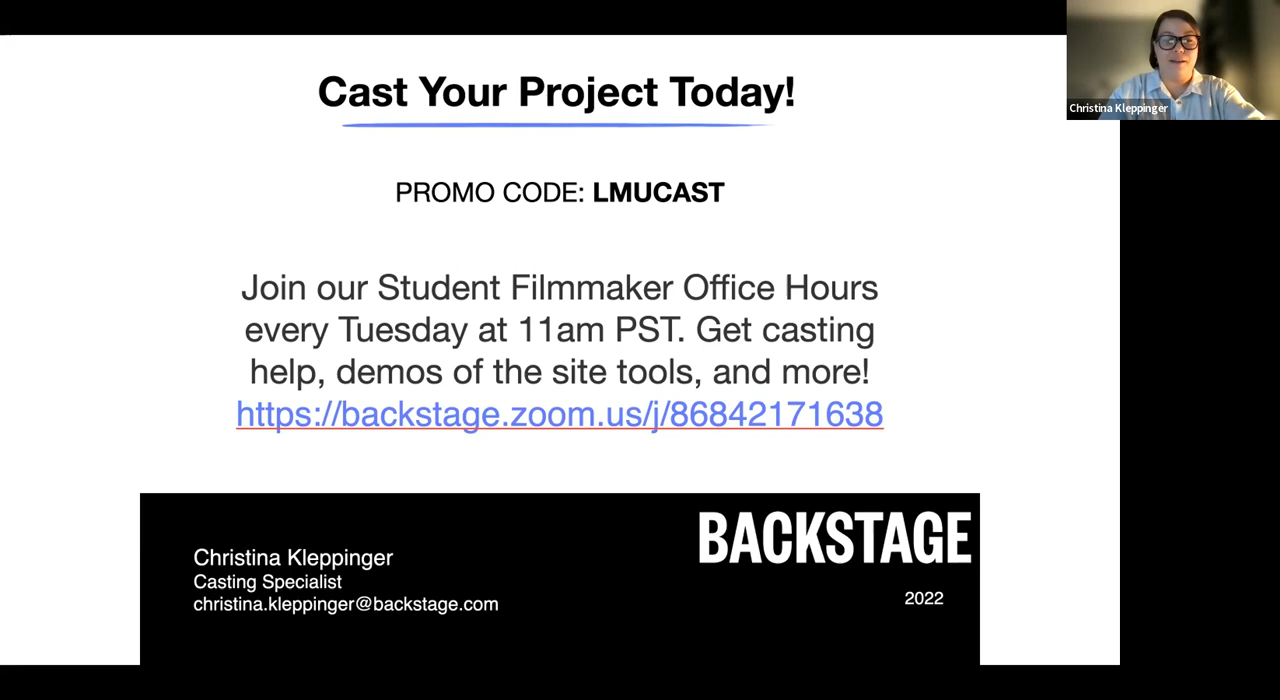 Cast Your Project Today!
Christina Kleppinger
PROMO CODE: LMUCAST
Join our Student Filmmaker Office Hours
every Tuesday at 11am PST. Get casting
help, demos of the site tools, and more!
https://backstage.zoom.us/j/86842171638
BACKSTAGE
Christina Kleppinger
Casting Specialist
christina.kleppinger@backstage.com
2022